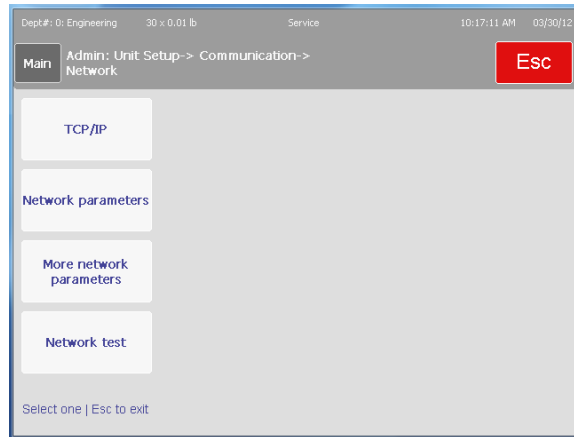 Dept#: 0: Engineering 30 x 0.01 lb Service 10:17:11 AM 03/30/12
Main
Admin: Unit Setup-> Communication->
Network
Esc
TCP/IP
Network parameters
More network
parameters
Network test
Select one | Esc to exit